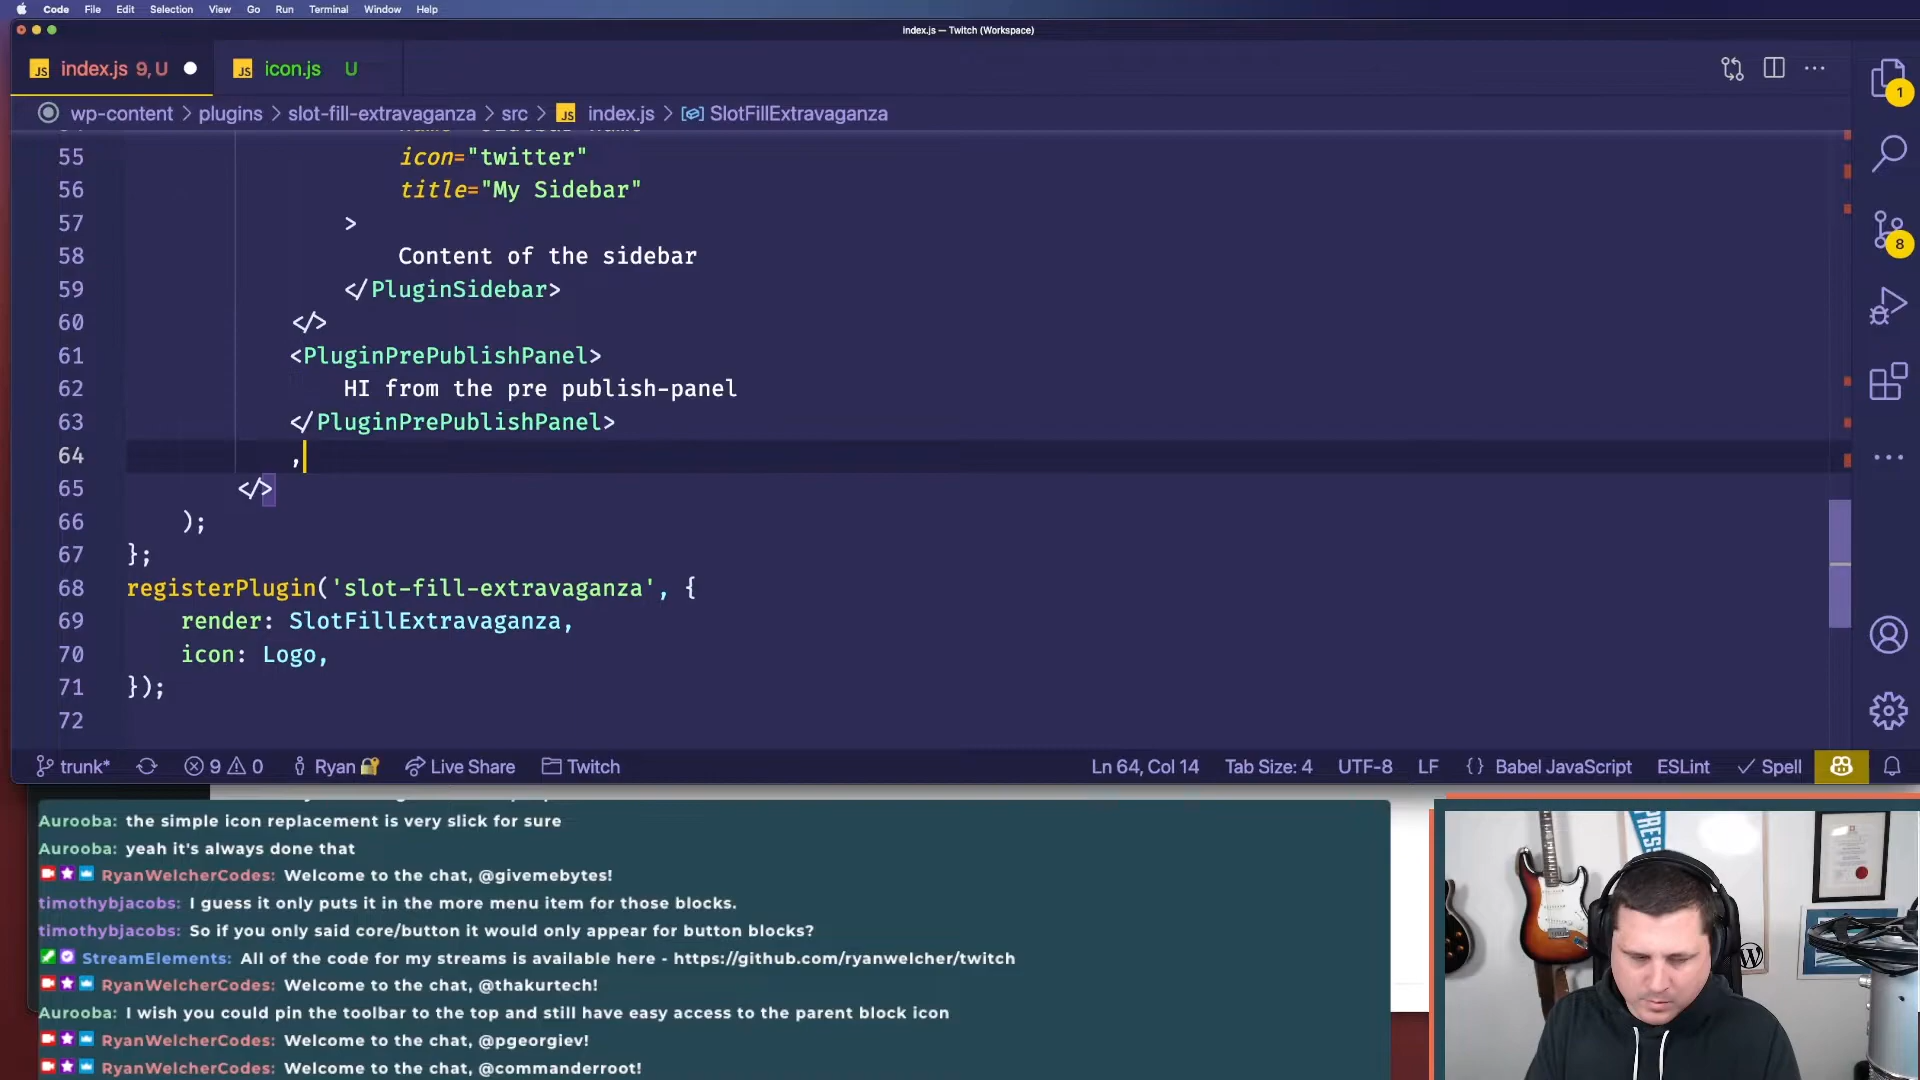 Code File Edit Selection View Go Run Terminal Window Help
index.js — Twitch (Workspace)
JS index.js 9, U JS icon.js U
wp-content > plugins > slot-fill-extravaganza > src > JS index.js > SlotFillExtravaganza
55 icon="twitter"
56 title="My Sidebar"
57 >
58 Content of the sidebar
59 </PluginSidebar>
60 </>
61 <PluginPrePublishPanel>
62 HI from the pre publish-panel
63 </PluginPrePublishPanel>
64 ,
65 </>
66 );
67 };
68 registerPlugin('slot-fill-extravaganza', {
69 render: SlotFillExtravaganza,
70 icon: Logo,
71 });
72
1
8
trunk* 9 0 Ryan Live Share Twitch Ln 64, Col 14 Tab Size: 4 UTF-8 LF {} Babel JavaScript ESLint Spell
Aurooba: the simple icon replacement is very slick for sure
Aurooba: yeah it's always done that
RyanWelcherCodes: Welcome to the chat, @givemebytes!
timothybjacobs: I guess it only puts it in the more menu item for those blocks.
timothybjacobs: So if you only said core/button it would only appear for button blocks?
StreamElements: All of the code for my streams is available here - https://github.com/ryanwelcher/twitch
RyanWelcherCodes: Welcome to the chat, @thakurtech!
Aurooba: I wish you could pin the toolbar to the top and still have easy access to the parent block icon
RyanWelcherCodes: Welcome to the chat, @pgeorgiev!
RyanWelcherCodes: Welcome to the chat, @commanderroot!